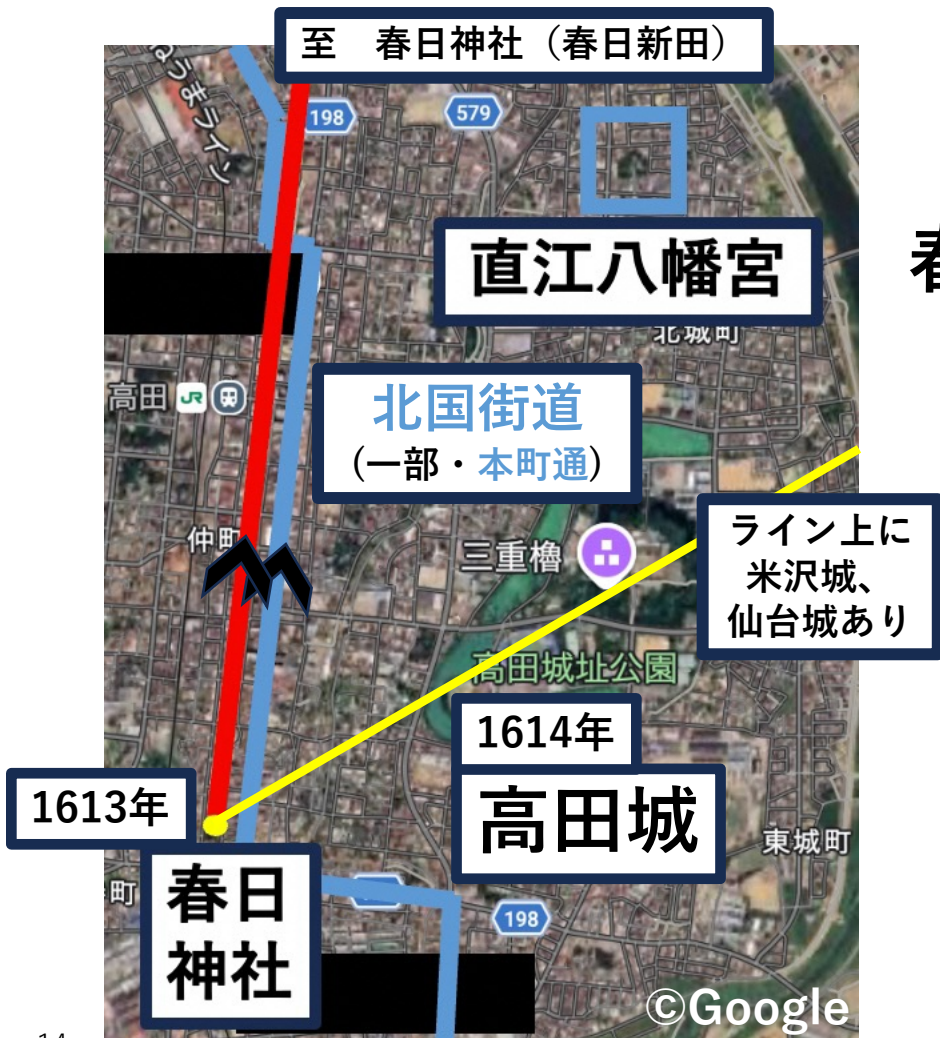 至　春日神社（春日新田）
ねうまライン
198
579
直江八幡宮
北城町
高田
JR
北国街道
(一部・本町通)
仲町
三重櫓
ライン上に
米沢城、
仙台城あり
高田城址公園
1614年
高田城
1613年
東城町
町
春日
神社
198
©Google
春
14